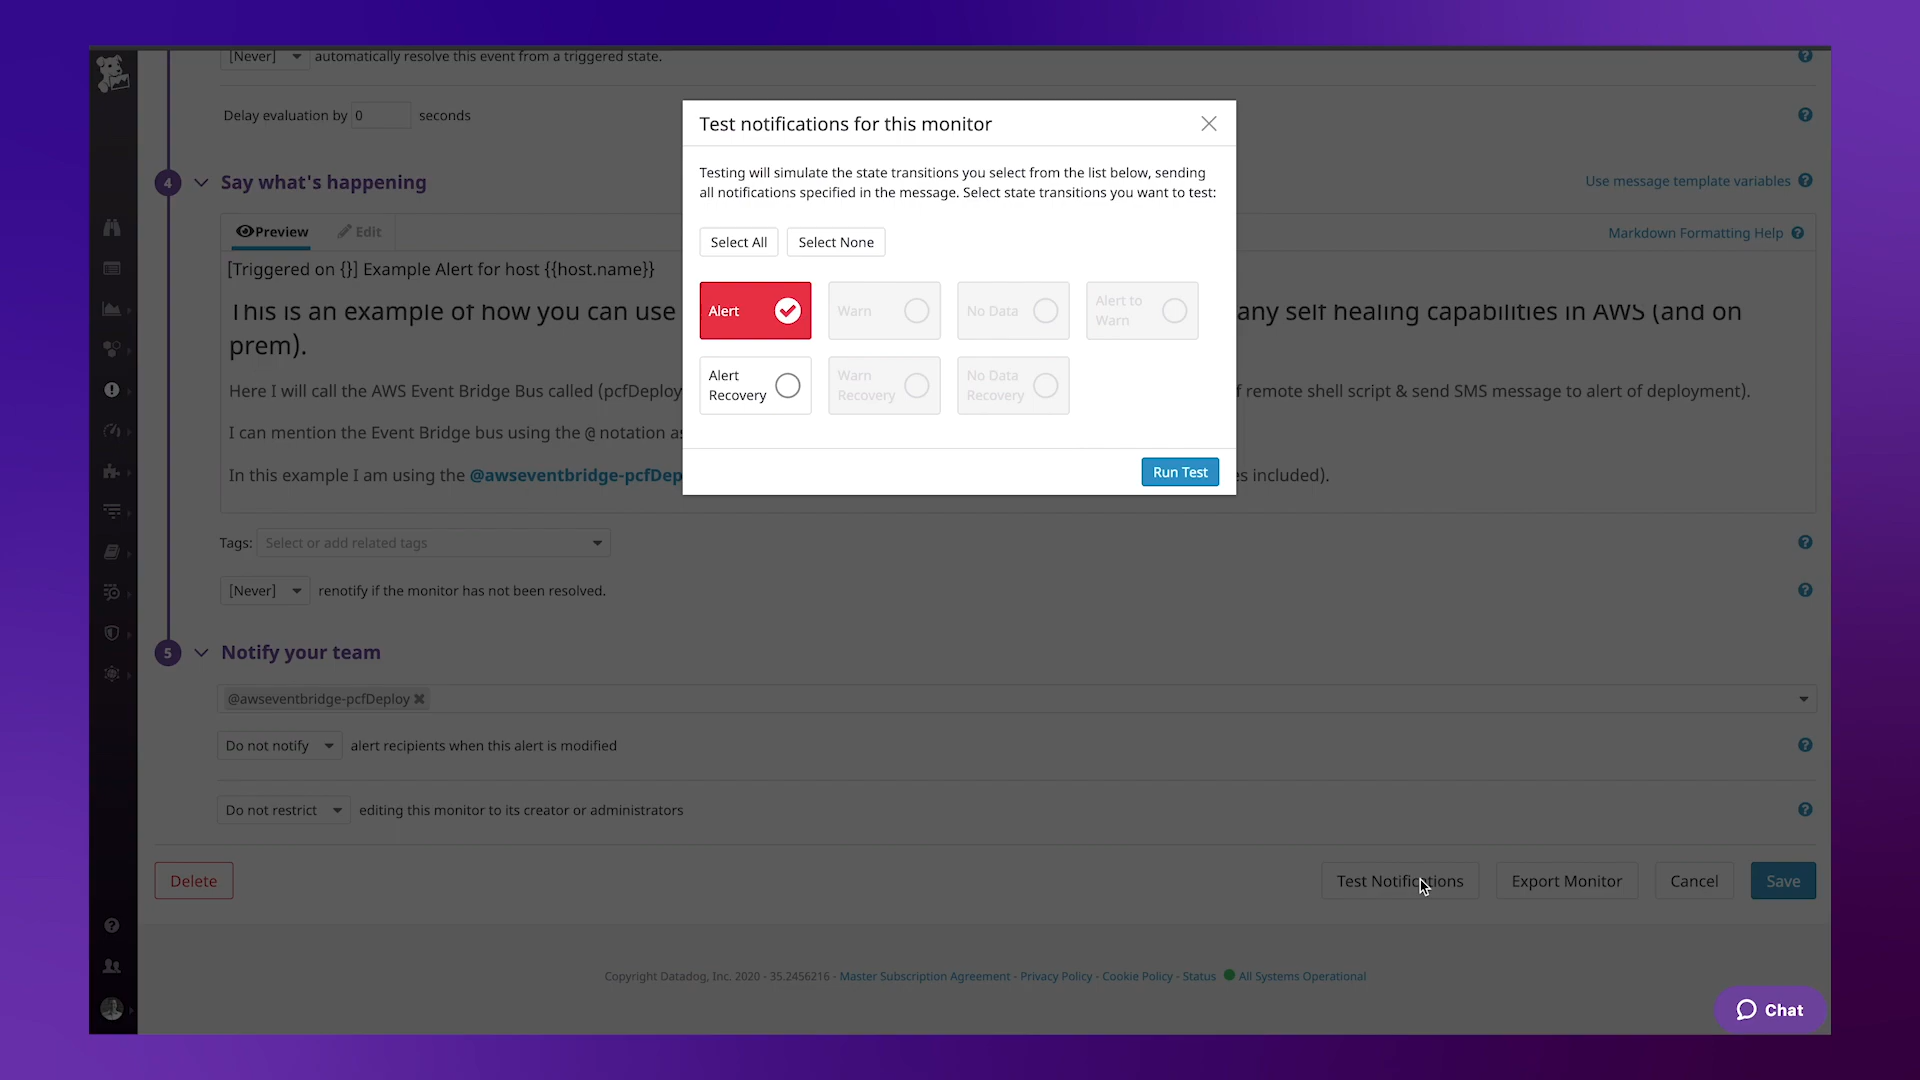 [Never] automatically resolve this event from a triggered state.
Delay evaluation by 0 seconds
4 Say what's happening
Use message template variables
Preview Edit
Markdown Formatting Help
[Triggered on {}] Example Alert for host {{host.name}}
This is an example of how you can use any self healing capabilities in AWS (and on
prem).
Here I will call the AWS Event Bridge Bus called (pcfDeploy f remote shell script & send SMS message to alert of deployment).
I can mention the Event Bridge bus using the @ notation as
In this example I am using the @awseventbridge-pcfDep s included).
Tags: Select or add related tags
[Never] renotify if the monitor has not been resolved.
5 Notify your team
@awseventbridge-pcfDeploy
Do not notify alert recipients when this alert is modified
Do not restrict editing this monitor to its creator or administrators
Delete
Test Notifications
Export Monitor
Cancel
Save
Copyright Datadog, Inc. 2020 - 35.2456216 - Master Subscription Agreement - Privacy Policy - Cookie Policy - Status All Systems Operational
Chat
Test notifications for this monitor
Testing will simulate the state transitions you select from the list below, sending
all notifications specified in the message. Select state transitions you want to test:
Select All
Select None
Alert
Warn
No Data
Alert to
Warn
Alert
Recovery
Warn
Recovery
No Data
Recovery
Run Test